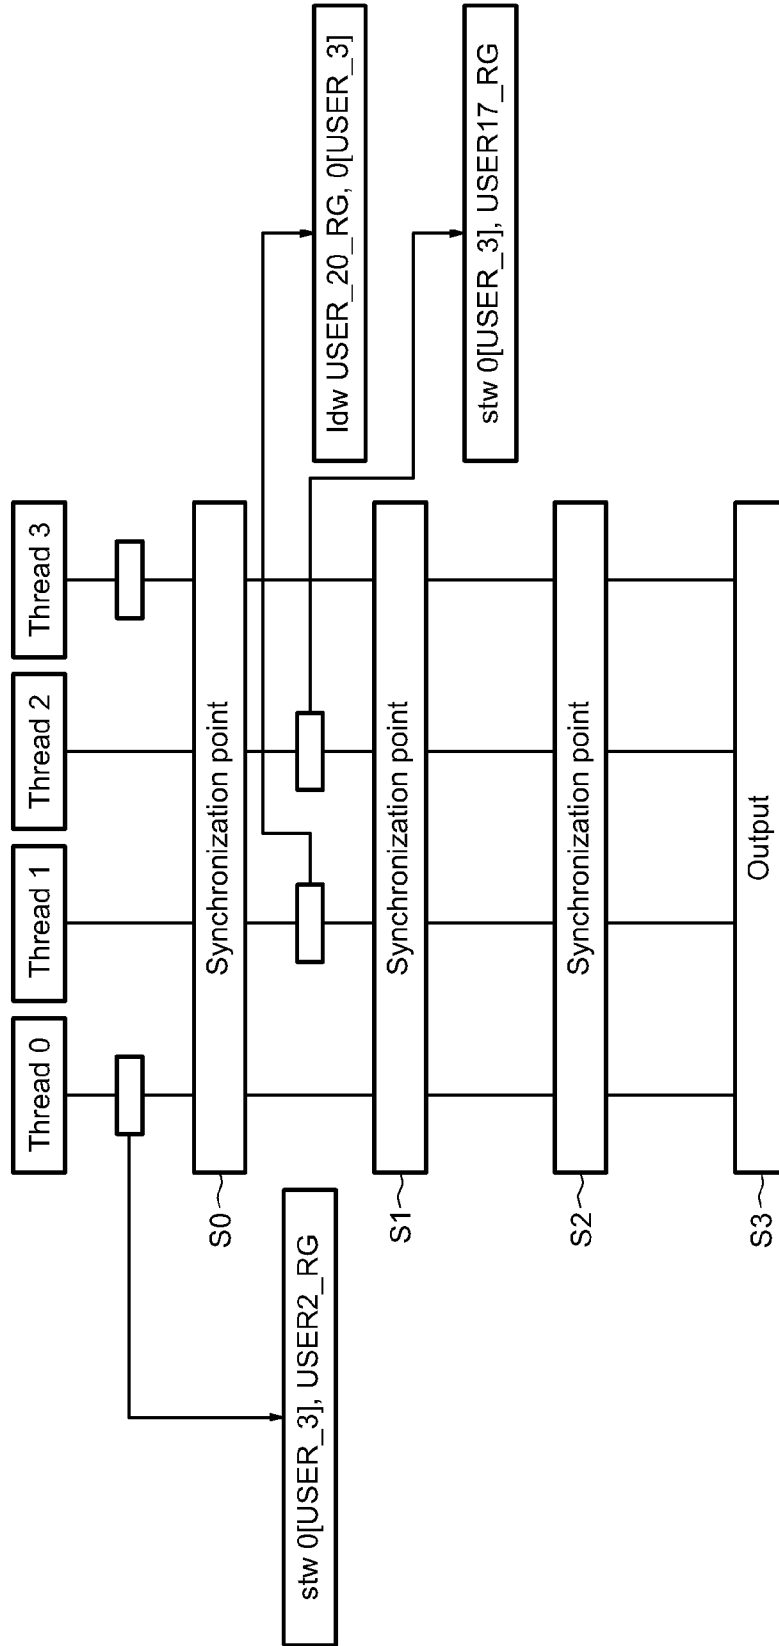 Thread 0
Thread 1
Thread 2
Thread 3
stw 0[USER_3], USER2_RG
S0
Synchronization point
ldw USER_20_RG, 0[USER_3]
stw 0[USER_3], USER17_RG
S1
Synchronization point
S2
Synchronization point
S3
Output